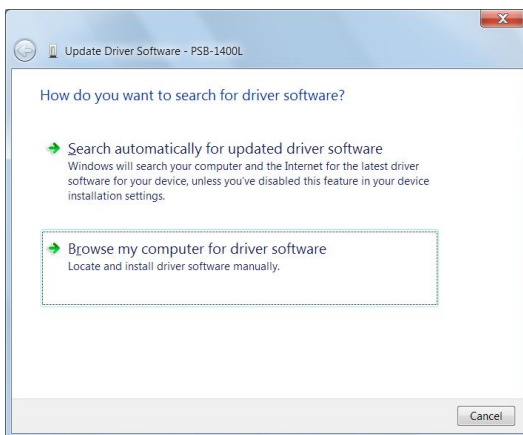 Update Driver Software - PSB-1400L
How do you want to search for driver software?
Search automatically for updated driver software
Windows will search your computer and the Internet for the latest driver
software for your device, unless you've disabled this feature in your device
installation settings.
Browse my computer for driver software
Locate and install driver software manually.
Cancel